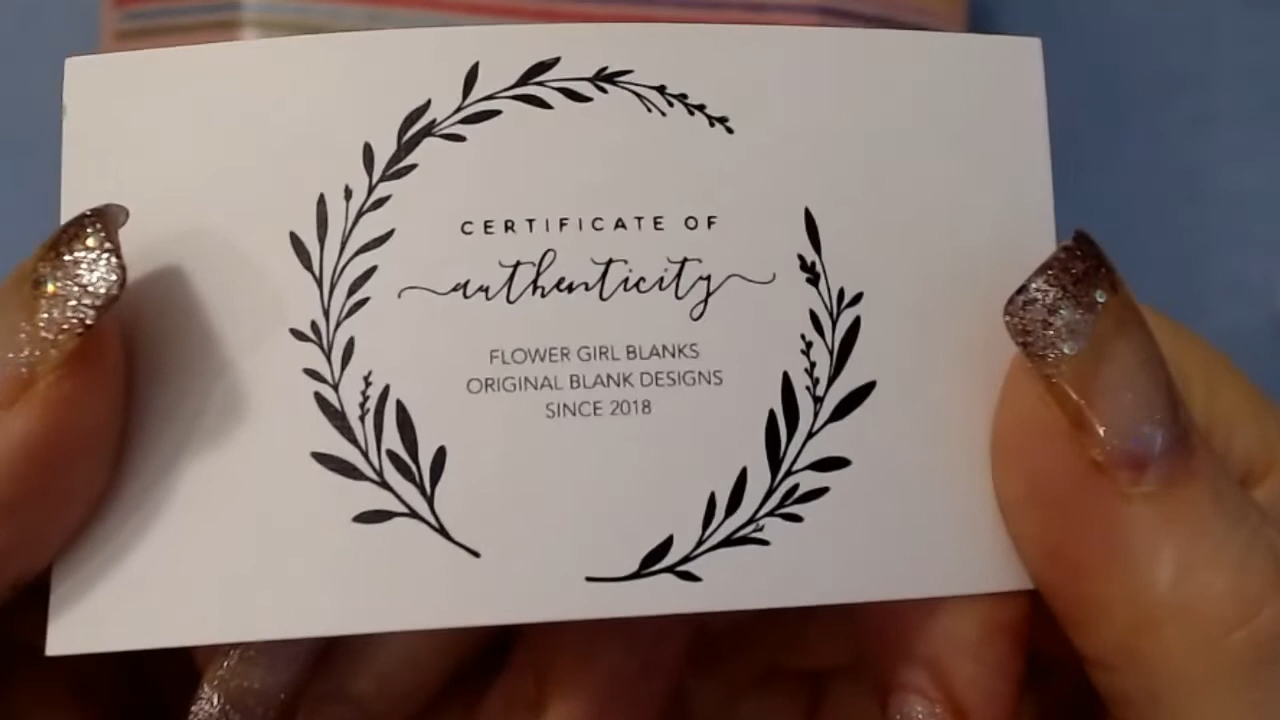 CERTIFICATE OF
authenticity
FLOWER GIRL BLANKS
ORIGINAL BLANK DESIGNS
SINCE 2018